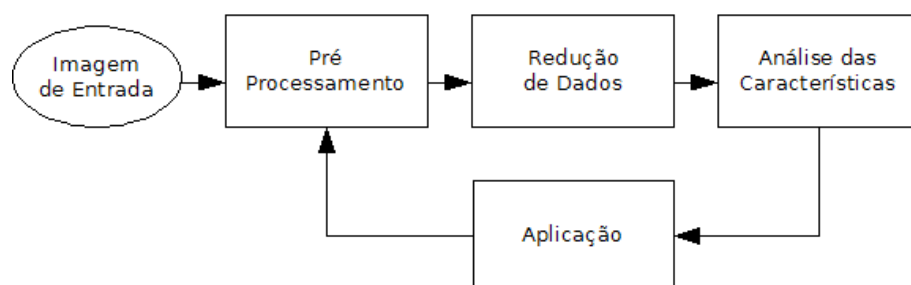 Imagem
de Entrada
Pré
Processamento
Redução
de Dados
Análise das
Características
Aplicação